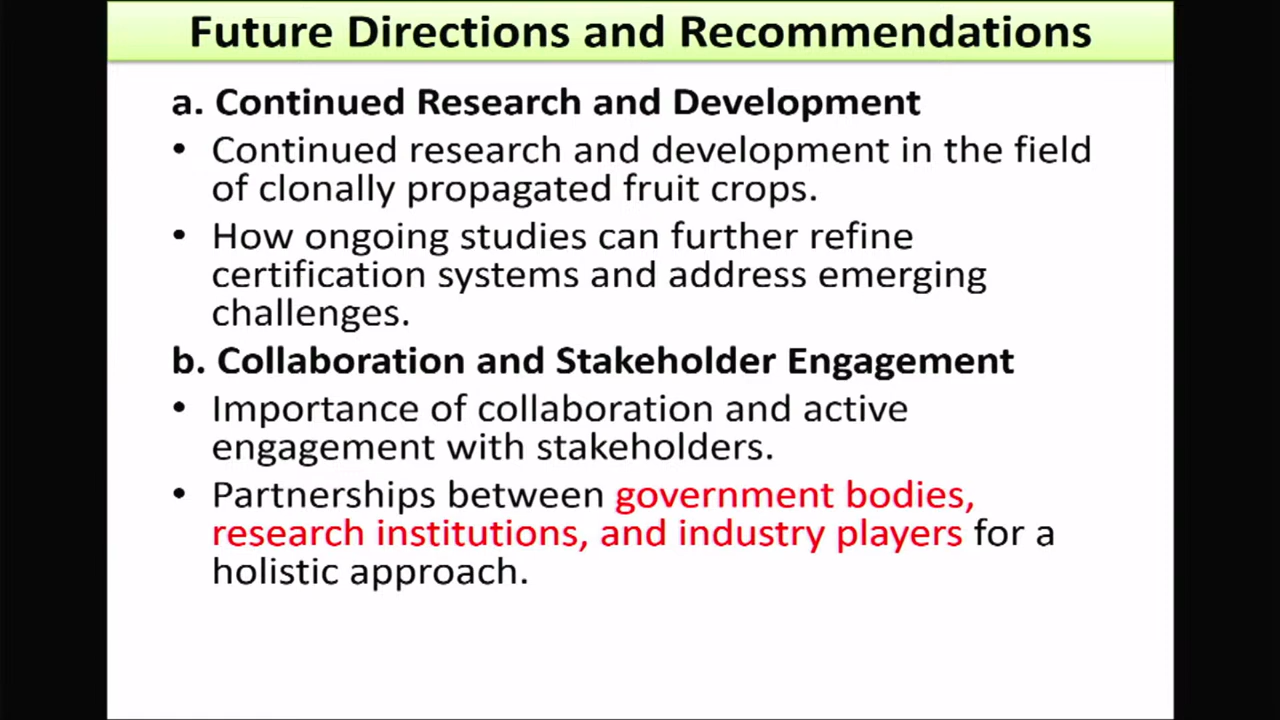 Future Directions and Recommendations
a. Continued Research and Development
• Continued research and development in the field
of clonally propagated fruit crops.
• How ongoing studies can further refine
certification systems and address emerging
challenges.
b. Collaboration and Stakeholder Engagement
• Importance of collaboration and active
engagement with stakeholders.
• Partnerships between government bodies,
research institutions, and industry players for a
holistic approach.